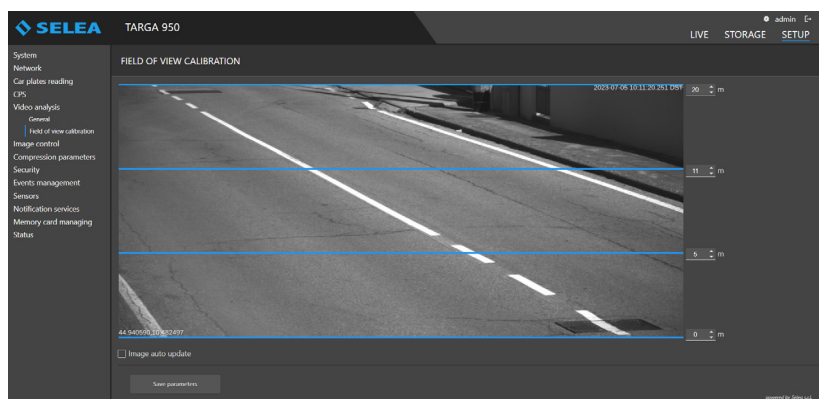 SELEA
TARGA 950
admin
LIVE STORAGE SETUP
System
Network
Car plates reading
CPS
Video analysis
General
Field of view calibration
Image control
Compression parameters
Security
Events management
Sensors
Notification services
Memory card managing
Status
FIELD OF VIEW CALIBRATION
2023-07-05 10.11.20.251 DST
20 m
11 m
5 m
0 m
44.940590,10.482497
Image auto update
Save parameters
powered by Selea s.r.l.